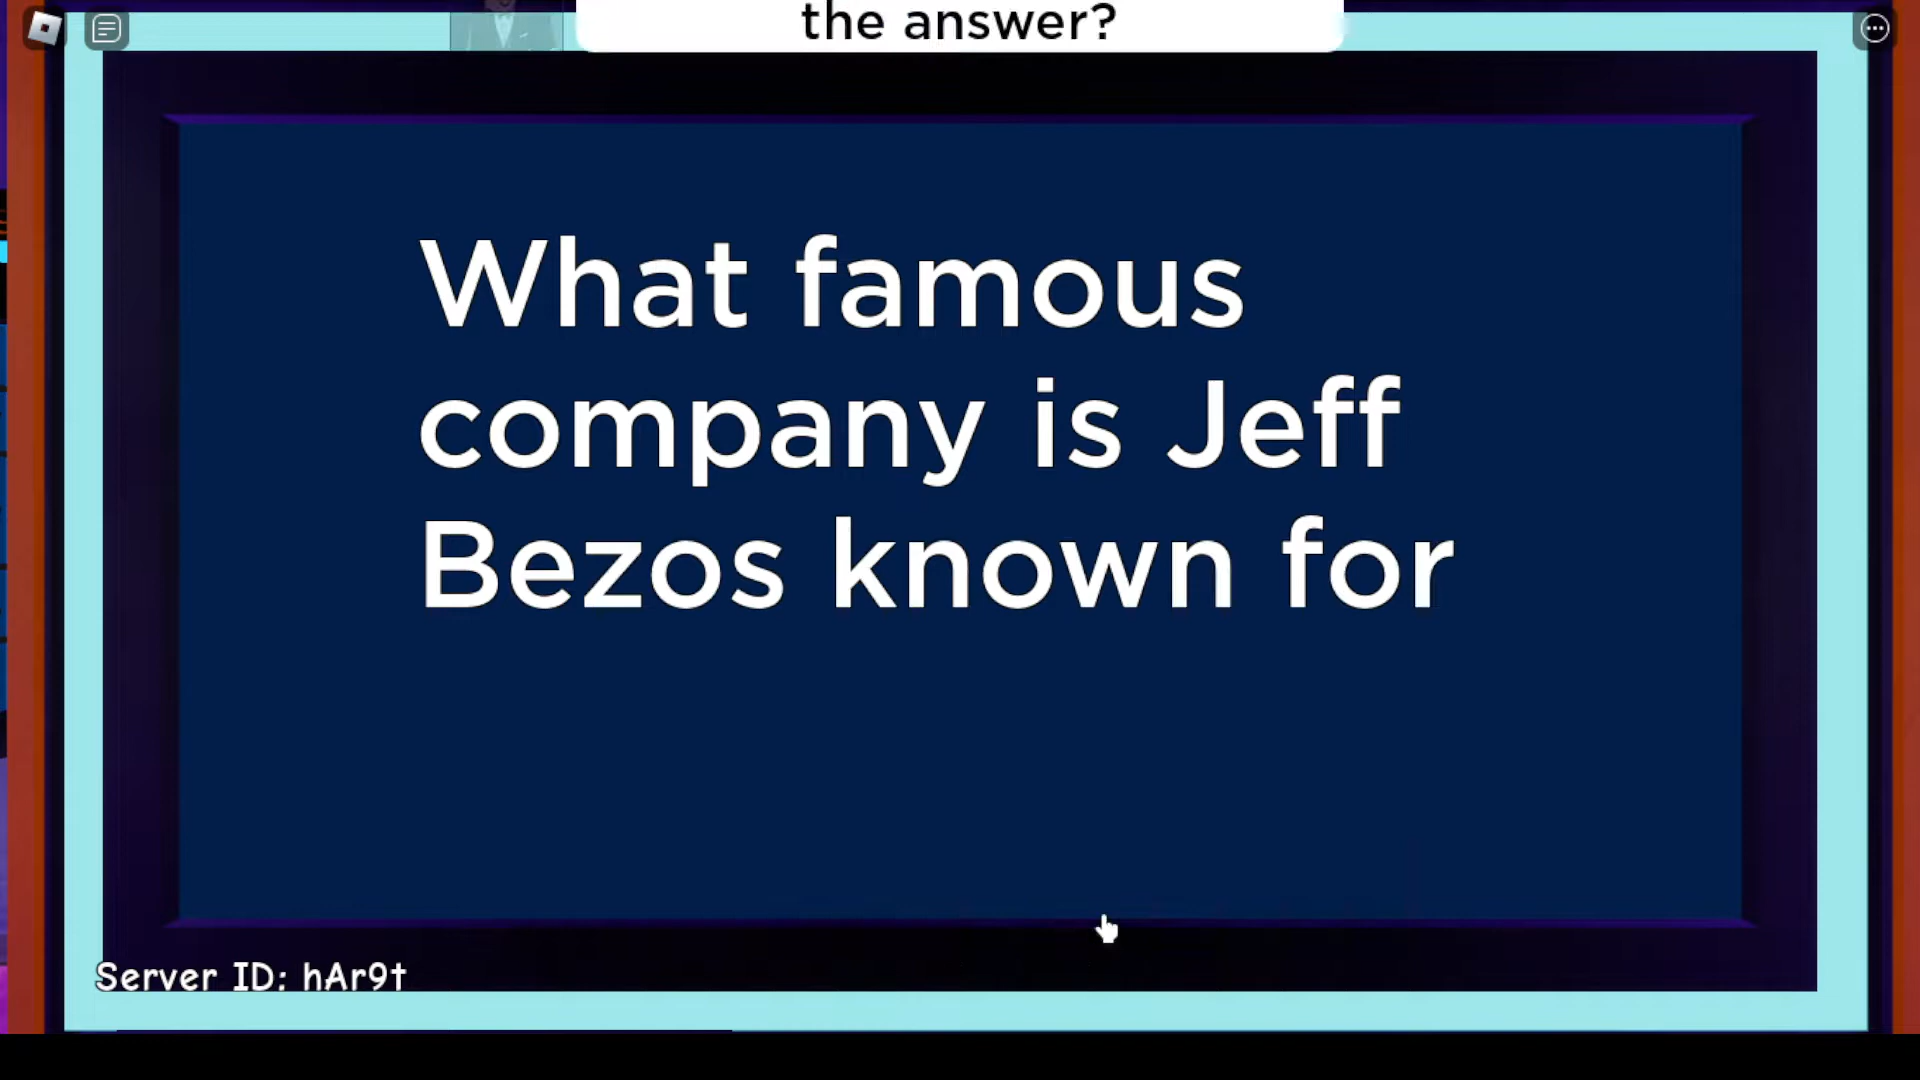 the answer?
What famous
company is Jeff
Bezos known for
Server ID: hAr9t